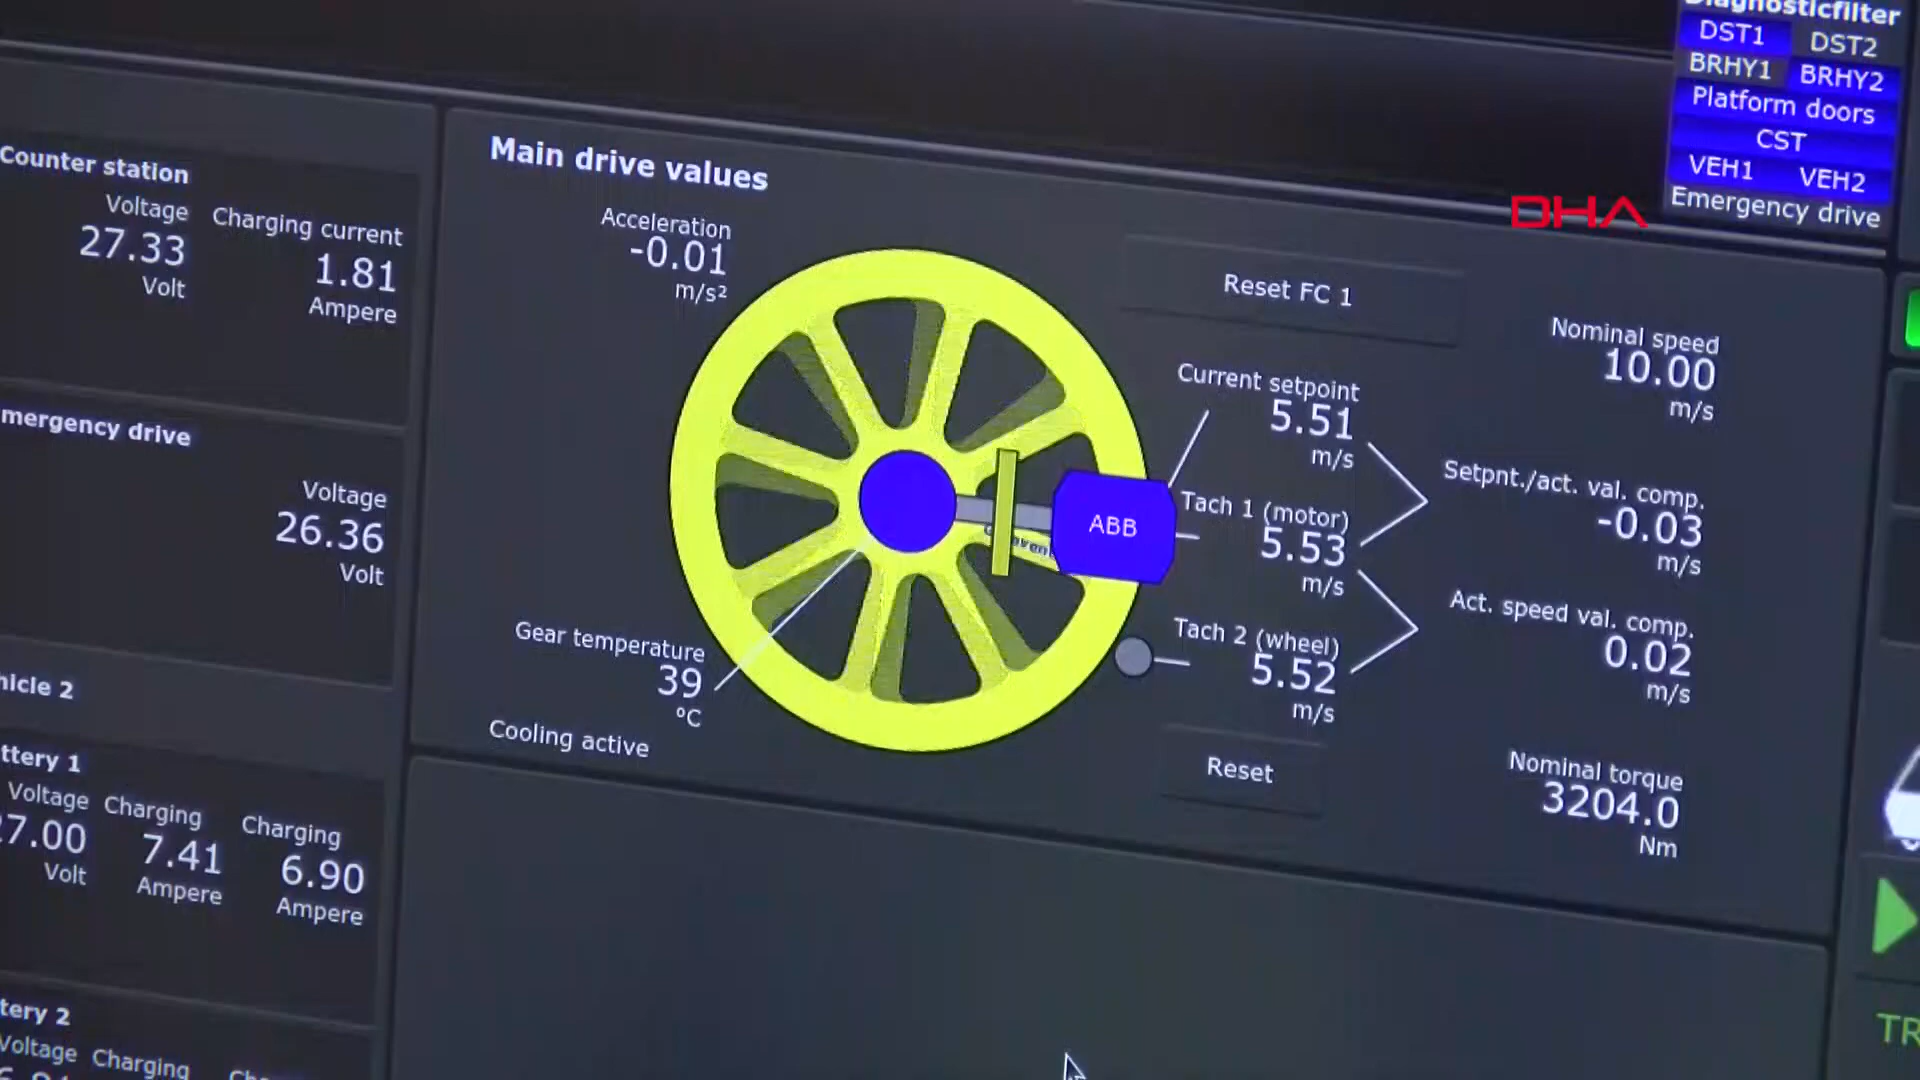 Diagnosticfilter
DST1 DST2
BRHY1 BRHY2
Platform doors
CST
VEH1 VEH2
Emergency drive
DHA
Counter station
Voltage
27.33
Volt
Charging current
1.81
Ampere
mergency drive
Voltage
26.36
Volt
hicle 2
ttery 1
Voltage
27.00
Volt
Charging
7.41
Ampere
Charging
6.90
Ampere
tery 2
Voltage
Charging
Main drive values
Acceleration
-0.01
m/s²
Reset FC 1
Nominal speed
10.00
m/s
Current setpoint
5.51
m/s
Setpnt./act. val. comp.
-0.03
m/s
ABB
Tach 1 (motor)
5.53
m/s
Act. speed val. comp.
0.02
m/s
Tach 2 (wheel)
5.52
m/s
Gear temperature
39
°C
Cooling active
Reset
Nominal torque
3204.0
Nm
TR